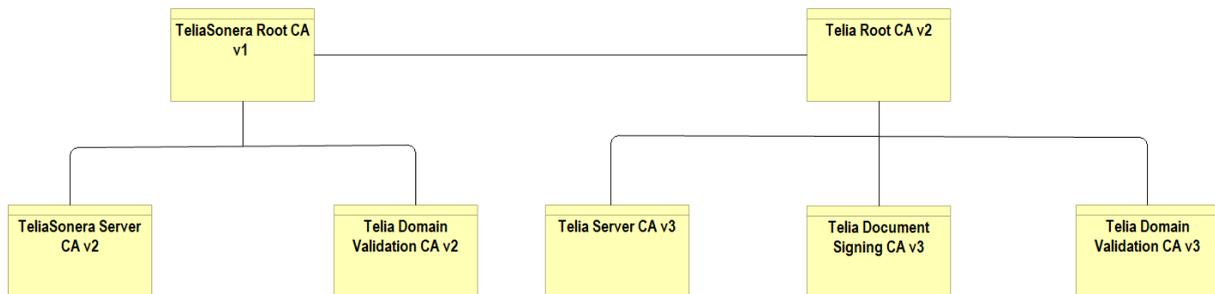 TeliaSonera Root CA
v1
Telia Root CA v2
TeliaSonera Server
CA v2
Telia Domain
Validation CA v2
Telia Server CA v3
Telia Document
Signing CA v3
Telia Domain
Validation CA v3